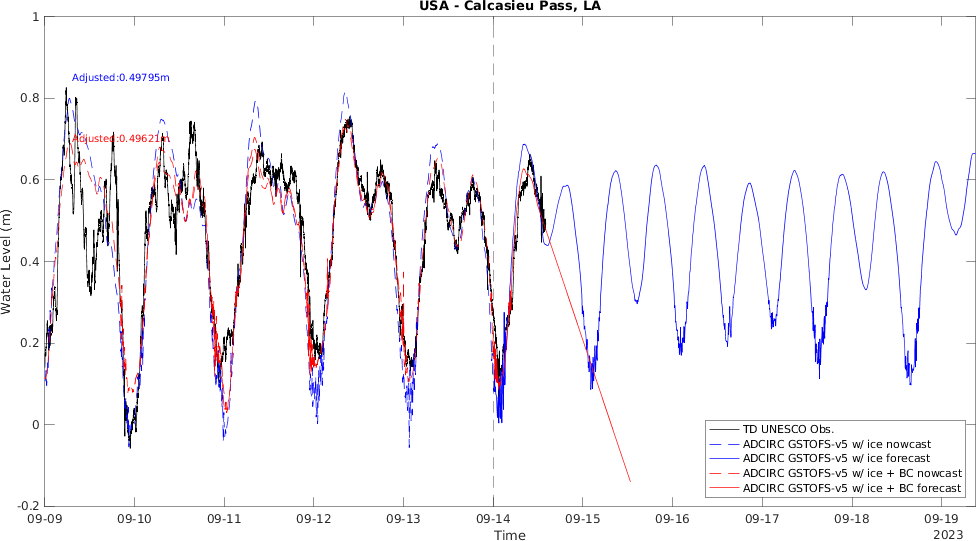 USA - Calcasieu Pass, LA
1
0.8
0.6
0.4
0.2
0
-0.2
Water Level (m)
Adjusted:0.49795m
Adjusted:0.49621m
TD UNESCO Obs.
ADCIRC GSTOFS-v5 w/ ice nowcast
ADCIRC GSTOFS-v5 w/ ice forecast
ADCIRC GSTOFS-v5 w/ ice + BC nowcast
ADCIRC GSTOFS-v5 w/ ice + BC forecast
09-09 09-10 09-11 09-12 09-13 09-14 09-15 09-16 09-17 09-18 09-19
Time 2023